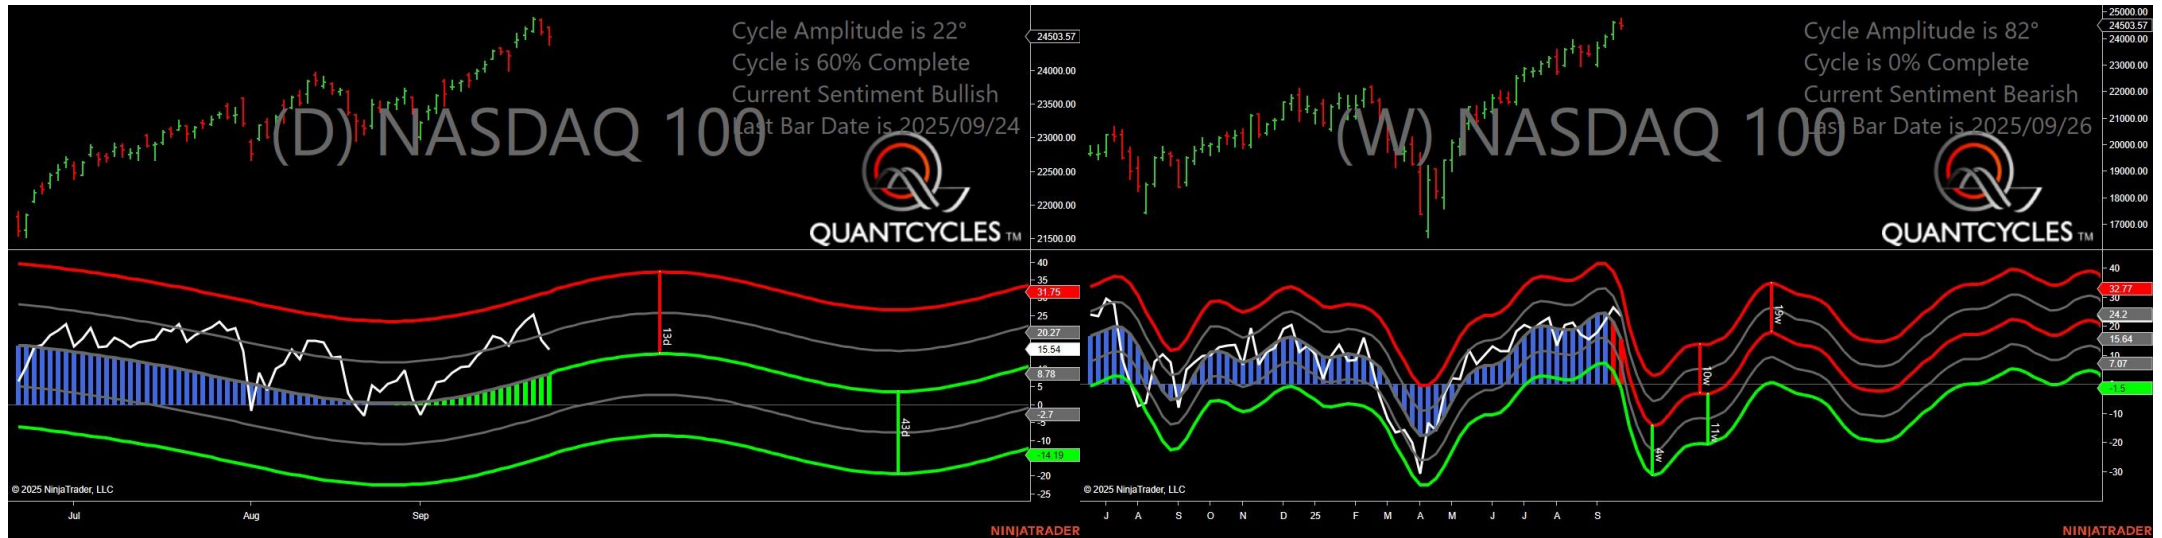 Cycle Amplitude is 22°
Cycle is 60% Complete
Current Sentiment Bullish
Last Bar Date is 2025/09/24
(D) NASDAQ 100
QUANTCYCLES TM
24503.57
24000.00
23500.00
23000.00
22500.00
22000.00
21500.00
40
35
31.75
25
20.27
15.54
8.78
5
0
-2.7
-5
-10
-14.19
-20
-25
13d
43d
© 2025 NinjaTrader, LLC
Jul
Aug
Sep
NINJATRADER
Cycle Amplitude is 82°
Cycle is 0% Complete
Current Sentiment Bearish
Last Bar Date is 2025/09/26
(W) NASDAQ 100
QUANTCYCLES TM
25000.00
24503.57
24000.00
23000.00
22000.00
21000.00
20000.00
19000.00
18000.00
17000.00
40
32.77
30
24.2
20
15.64
10
7.07
-1.5
-10
-20
-30
4w
10w
11w
19w
© 2025 NinjaTrader, LLC
J A S O N D 25 F M A M J J A S
NINJATRADER